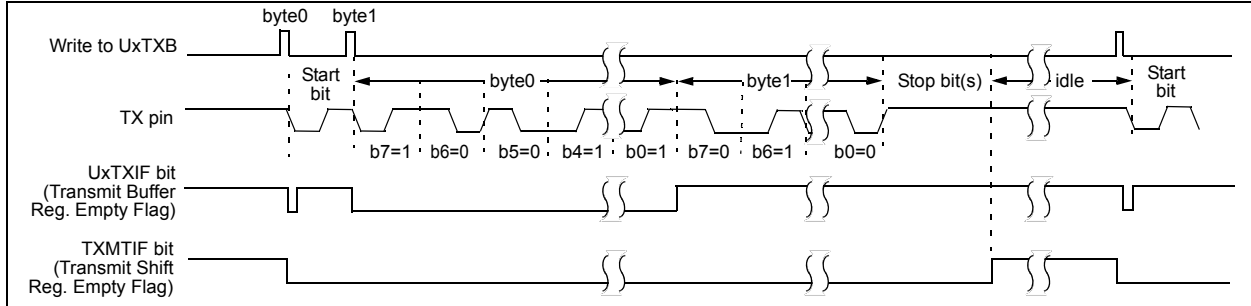 byte0 byte1
Write to UxTXB
Start
bit
byte0
byte1
Stop bit(s)
idle
Start
bit
TX pin
b7=1 b6=0 b5=0 b4=1 b0=1 b7=0 b6=1 b0=0
UxTXIF bit
(Transmit Buffer
Reg. Empty Flag)
TXMTIF bit
(Transmit Shift
Reg. Empty Flag)